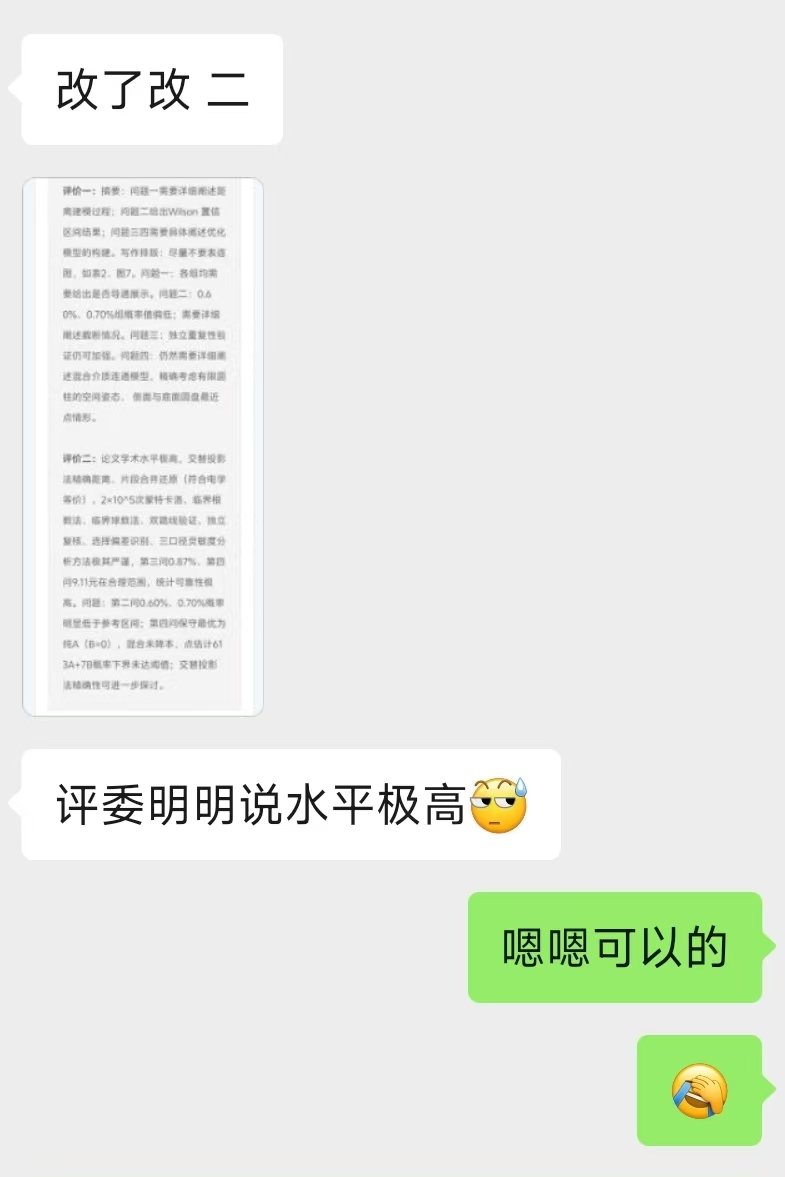 改了改 二
评价一：摘要：问题一需要详细阐述距
离建模过程；问题二给出Wilson 置信
区间结果；问题三四需要具体阐述优化
模型的构建。写作排版：尽量不要表连
图，如表2、图7。问题一：各组均需
要给出是否导通展示。问题二：0.6
0%、0.70%组概率值偏低；需要详细
阐述截断情况。问题三：独立重复性验
证仍可加强。问题四：仍然需要详细阐
述混合介质连通模型，精确考虑有限圆
柱的空间姿态、侧面与底面圆盘最近
点情形。
评价二：论文学术水平极高，交替投影
法精确距离、片段合并还原（符合电学
等价）、2×10^5次蒙特卡洛、临界根
数法、临界球数法、双路线验证、独立
复核、选择偏差识别、三口径灵敏度分
析方法极其严谨，第三问0.87%、第四
问9.11元在合理范围，统计可靠性极
高。问题：第二问0.60%、0.70%概率
明显低于参考区间；第四问保守最优为
纯A（B=0），混合未降本，点估计61
3A+7B概率下界未达阈值；交替投影
法精确性可进一步探讨。
评委明明说水平极高
嗯嗯可以的